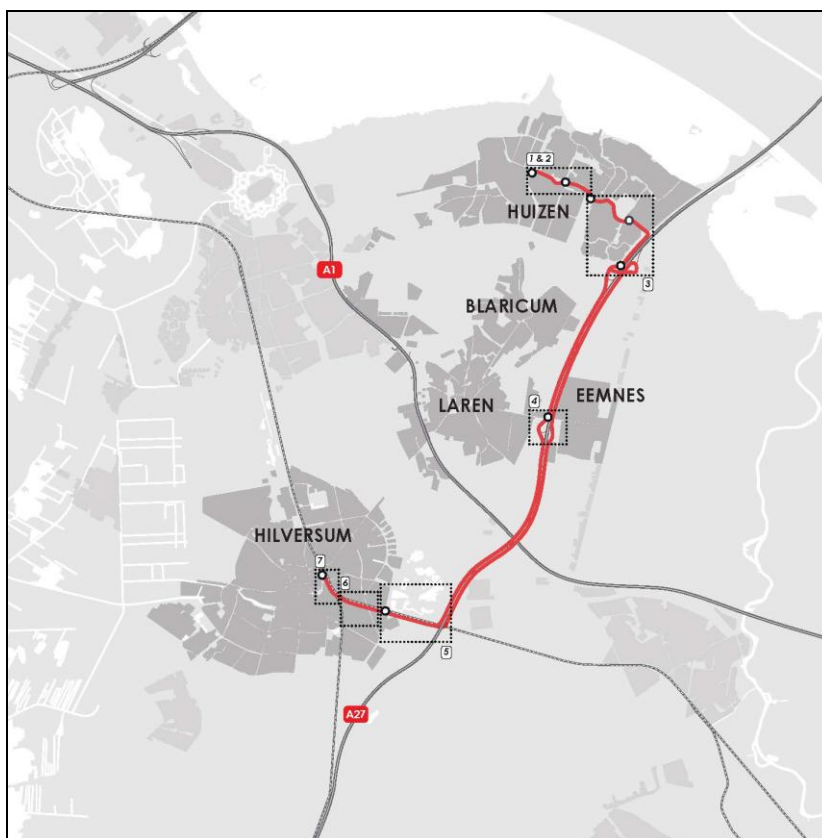 1 & 2
HUIZEN
A1
3
BLARICUM
LAREN
4
EEMNES
HILVERSUM
7
6
5
A27